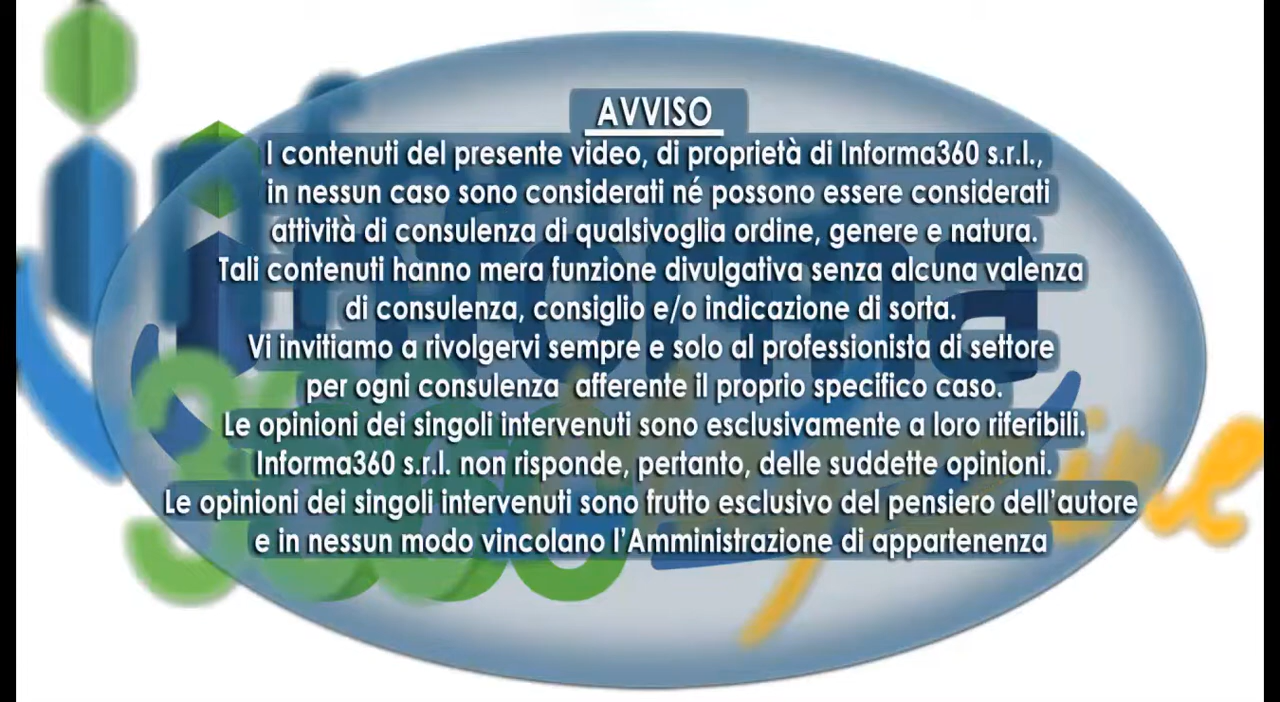 AVVISO
I contenuti del presente video, di proprietà di Informa360 s.r.l.,
in nessun caso sono considerati né possono essere considerati
attività di consulenza di qualsivoglia ordine, genere e natura.
Tali contenuti hanno mera funzione divulgativa senza alcuna valenza
di consulenza, consiglio e/o indicazione di sorta.
Vi invitiamo a rivolgervi sempre e solo al professionista di settore
per ogni consulenza  afferente il proprio specifico caso.
Le opinioni dei singoli intervenuti sono esclusivamente a loro riferibili.
Informa360 s.r.l. non risponde, pertanto, delle suddette opinioni.
Le opinioni dei singoli intervenuti sono frutto esclusivo del pensiero dell'autore
e in nessun modo vincolano l'Amministrazione di appartenenza